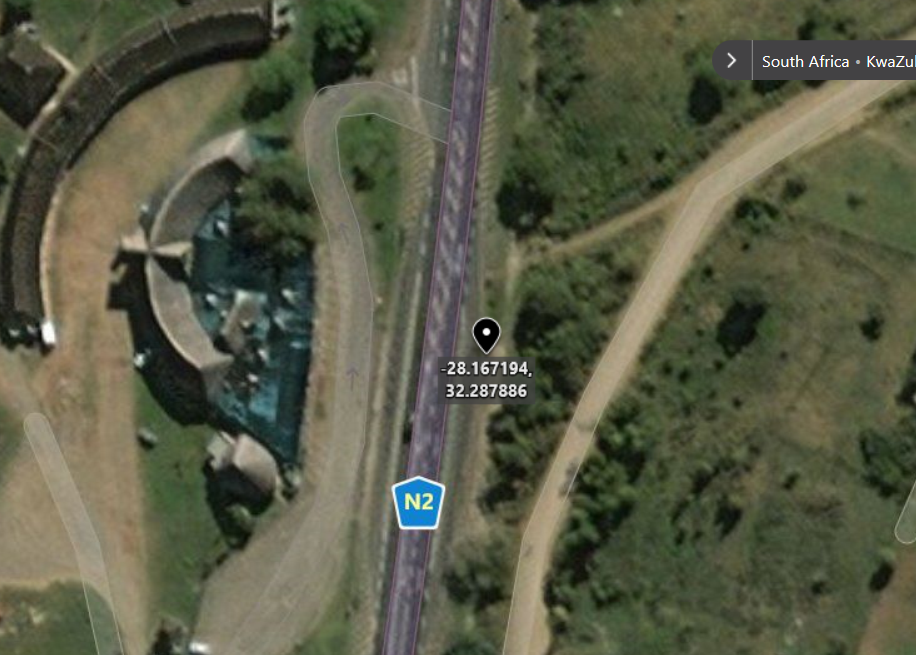 South Africa • KwaZul
-28.167194,
32.287886
N2